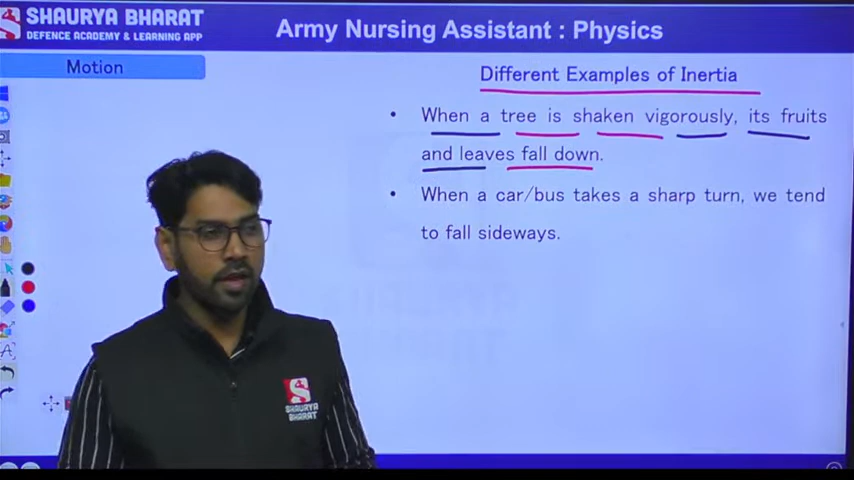 SHAURYA BHARAT
DEFENCE ACADEMY & LEARNING APP
Army Nursing Assistant : Physics
Motion
Different Examples of Inertia
• When a tree is shaken vigorously, its fruits
and leaves fall down.
• When a car/bus takes a sharp turn, we tend
to fall sideways.
SHAURYA
BHARAT